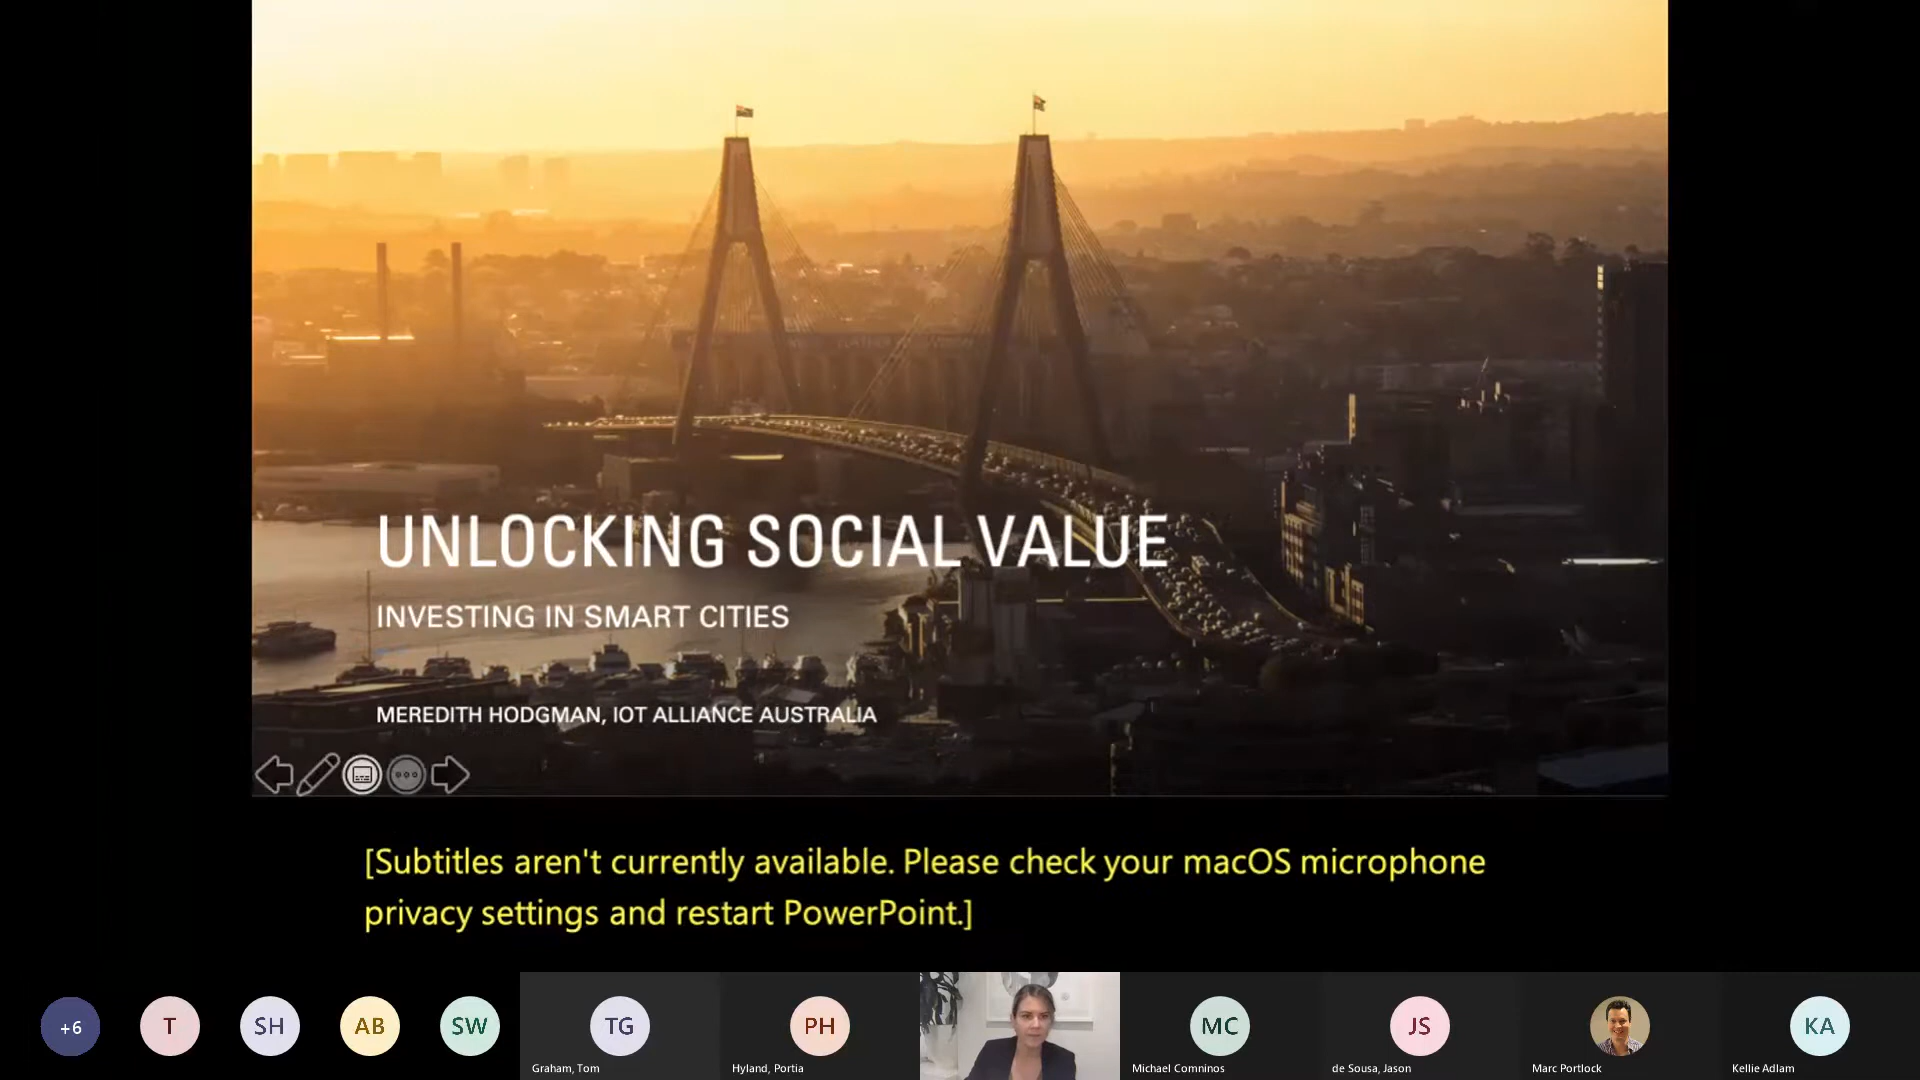 UNLOCKING SOCIAL VALUE
INVESTING IN SMART CITIES
MEREDITH HODGMAN, IOT ALLIANCE AUSTRALIA
[Subtitles aren't currently available. Please check your macOS microphone
privacy settings and restart PowerPoint.]
+6
T
SH
AB
SW
TG
PH
MC
JS
KA
Graham, Tom
Hyland, Portia
Michael Comninos
de Sousa, Jason
Marc Portlock
Kellie Adlam